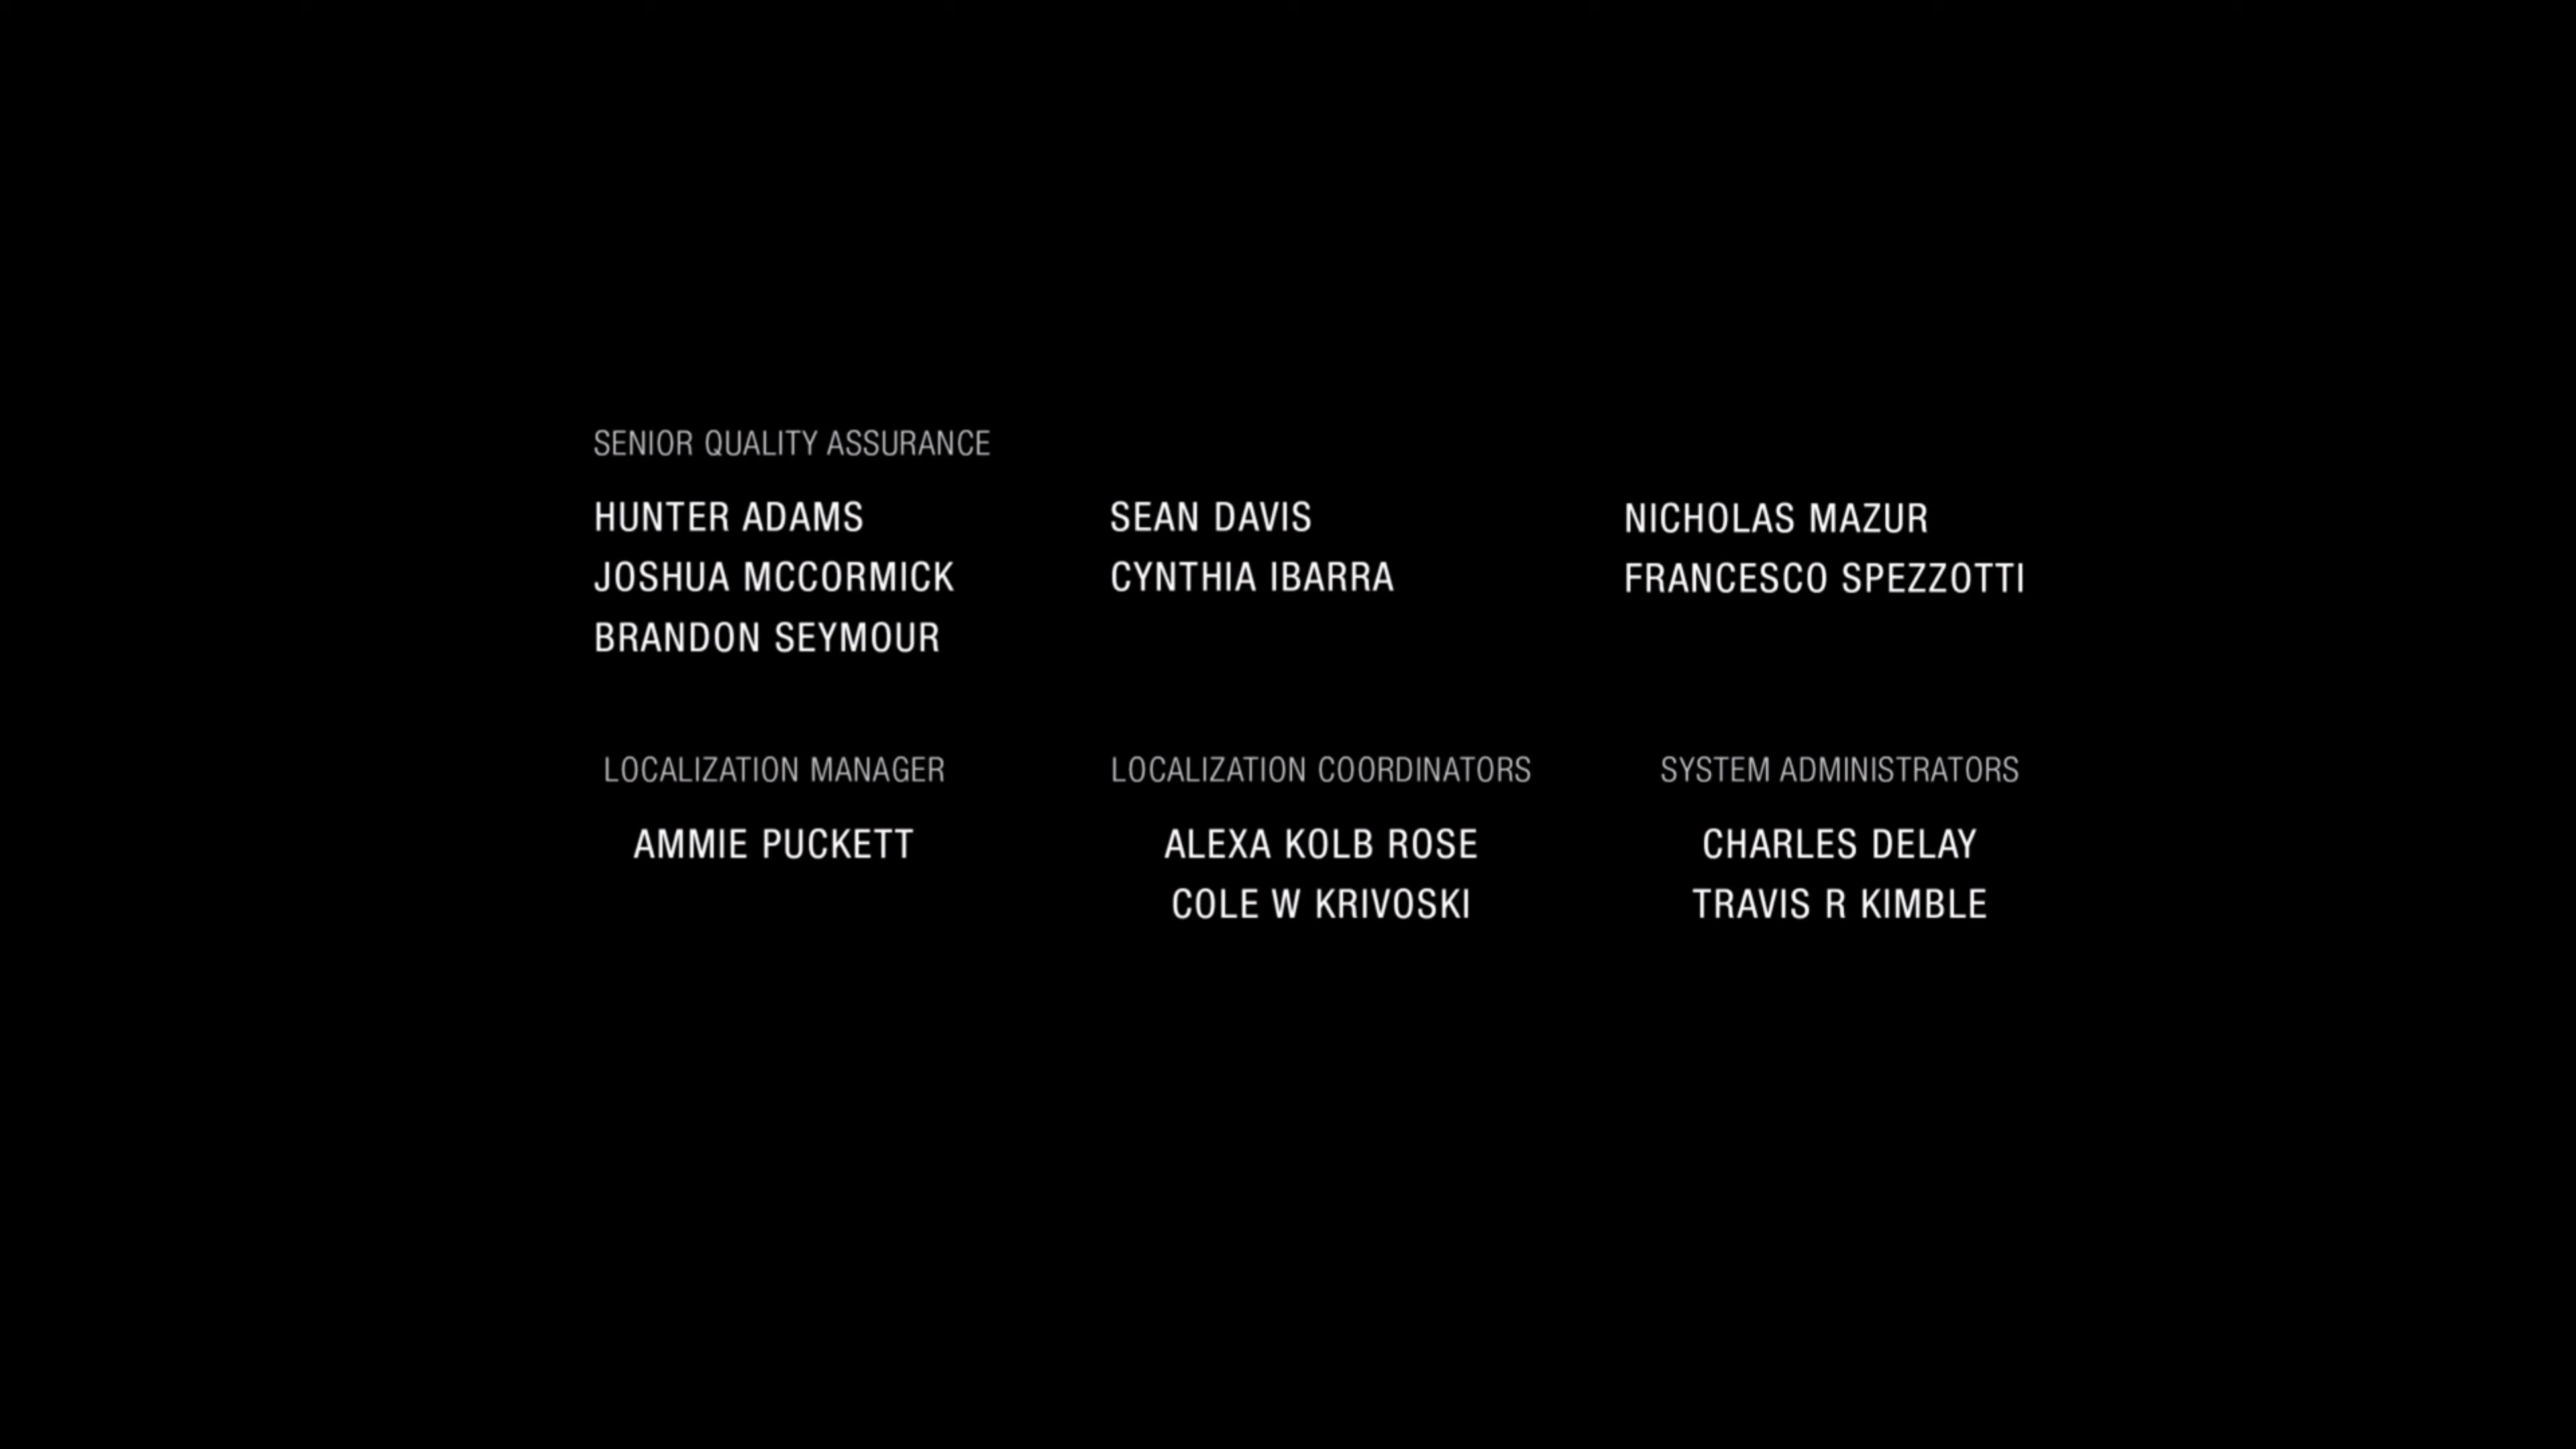 SENIOR QUALITY ASSURANCE
HUNTER ADAMS
JOSHUA MCCORMICK
BRANDON SEYMOUR
SEAN DAVIS
CYNTHIA IBARRA
NICHOLAS MAZUR
FRANCESCO SPEZZOTTI
LOCALIZATION MANAGER
AMMIE PUCKETT
LOCALIZATION COORDINATORS
ALEXA KOLB ROSE
COLE W KRIVOSKI
SYSTEM ADMINISTRATORS
CHARLES DELAY
TRAVIS R KIMBLE